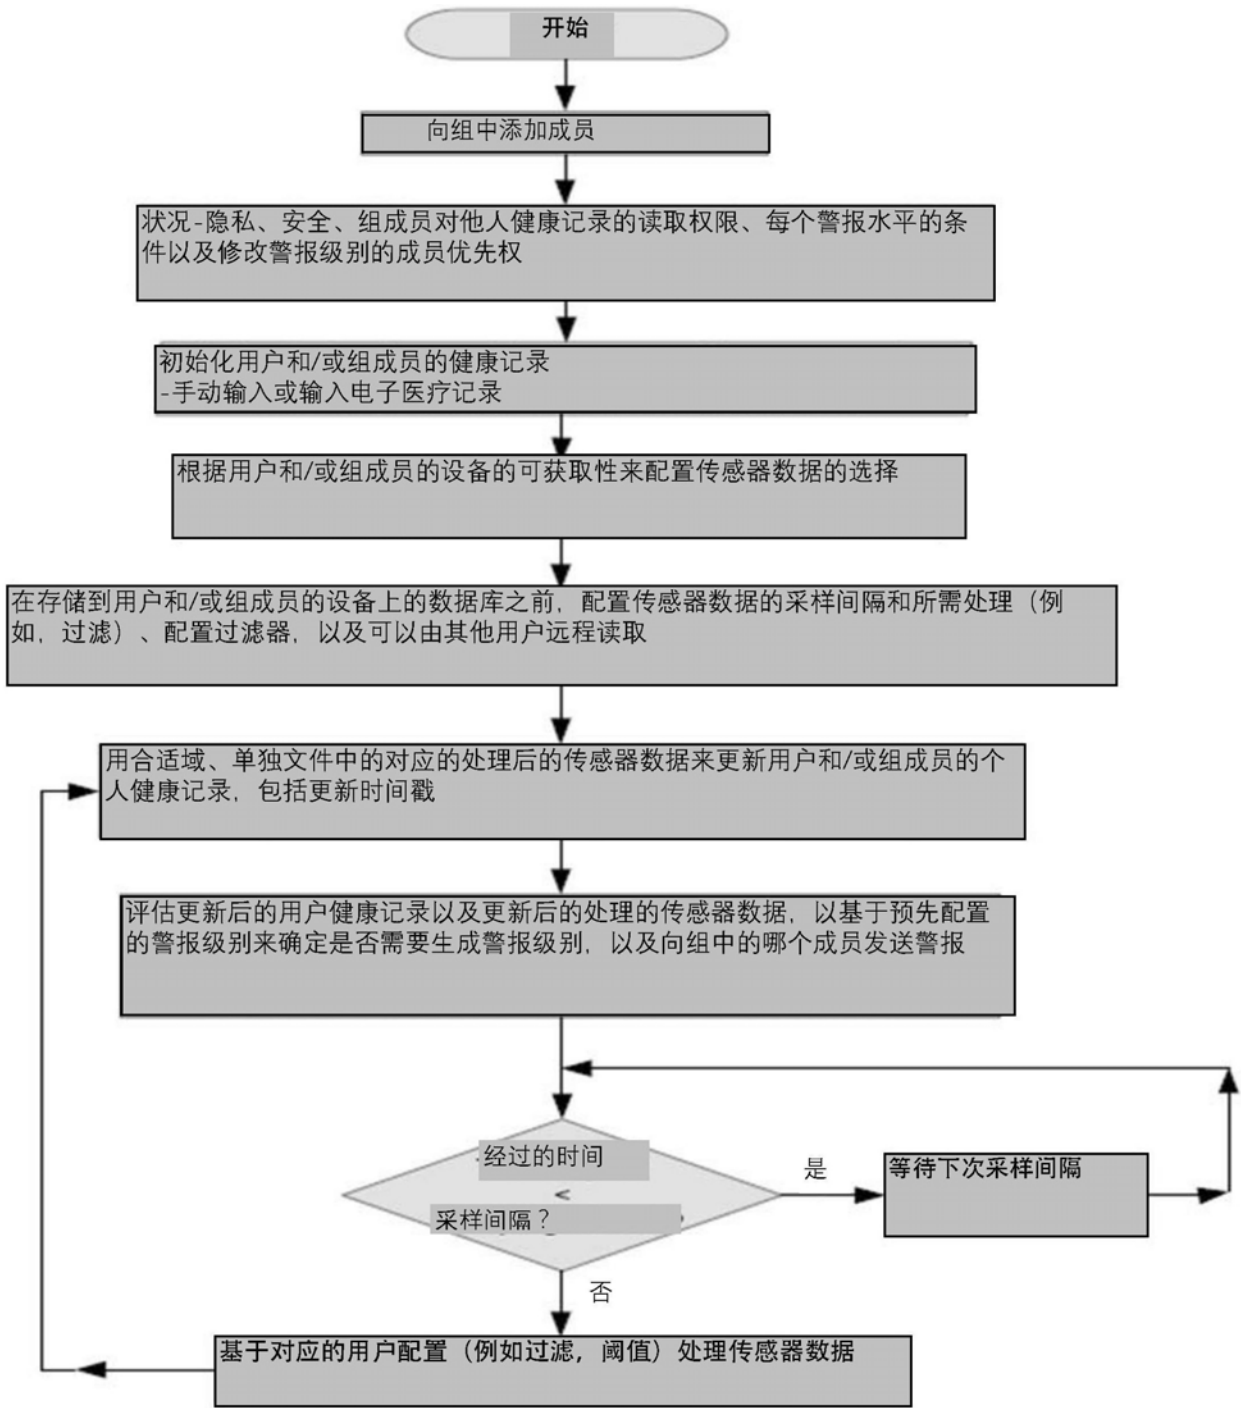 开始
向组中添加成员
状况-隐私、安全、组成员对他人健康记录的读取权限、每个警报水平的条
件以及修改警报级别的成员优先权
初始化用户和/或组成员的健康记录
-手动输入或输入电子医疗记录
根据用户和/或组成员的设备的可获取性来配置传感器数据的选择
在存储到用户和/或组成员的设备上的数据库之前，配置传感器数据的采样间隔和所需处理（例
如，过滤）、配置过滤器，以及可以由其他用户远程读取
用合适域、单独文件中的对应的处理后的传感器数据来更新用户和/或组成员的个
人健康记录，包括更新时间戳
评估更新后的用户健康记录以及更新后的处理的传感器数据，以基于预先配置
的警报级别来确定是否需要生成警报级别，以及向组中的哪个成员发送警报
经过的时间
<
采样间隔？
是
等待下次采样间隔
否
基于对应的用户配置（例如过滤，阈值）处理传感器数据